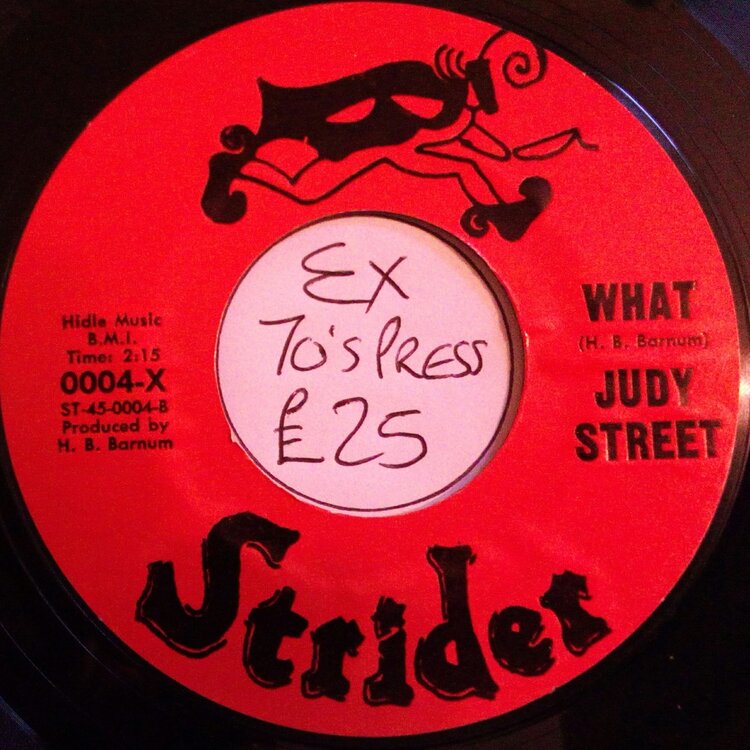 EX
70'S PRESS
£25
Hidle Music
B.M.I.
Time: 2:15
0004-X
ST-45-0004-B
Produced by
H. B. Barnum
WHAT
(H. B. Barnum)
JUDY
STREET
Strider